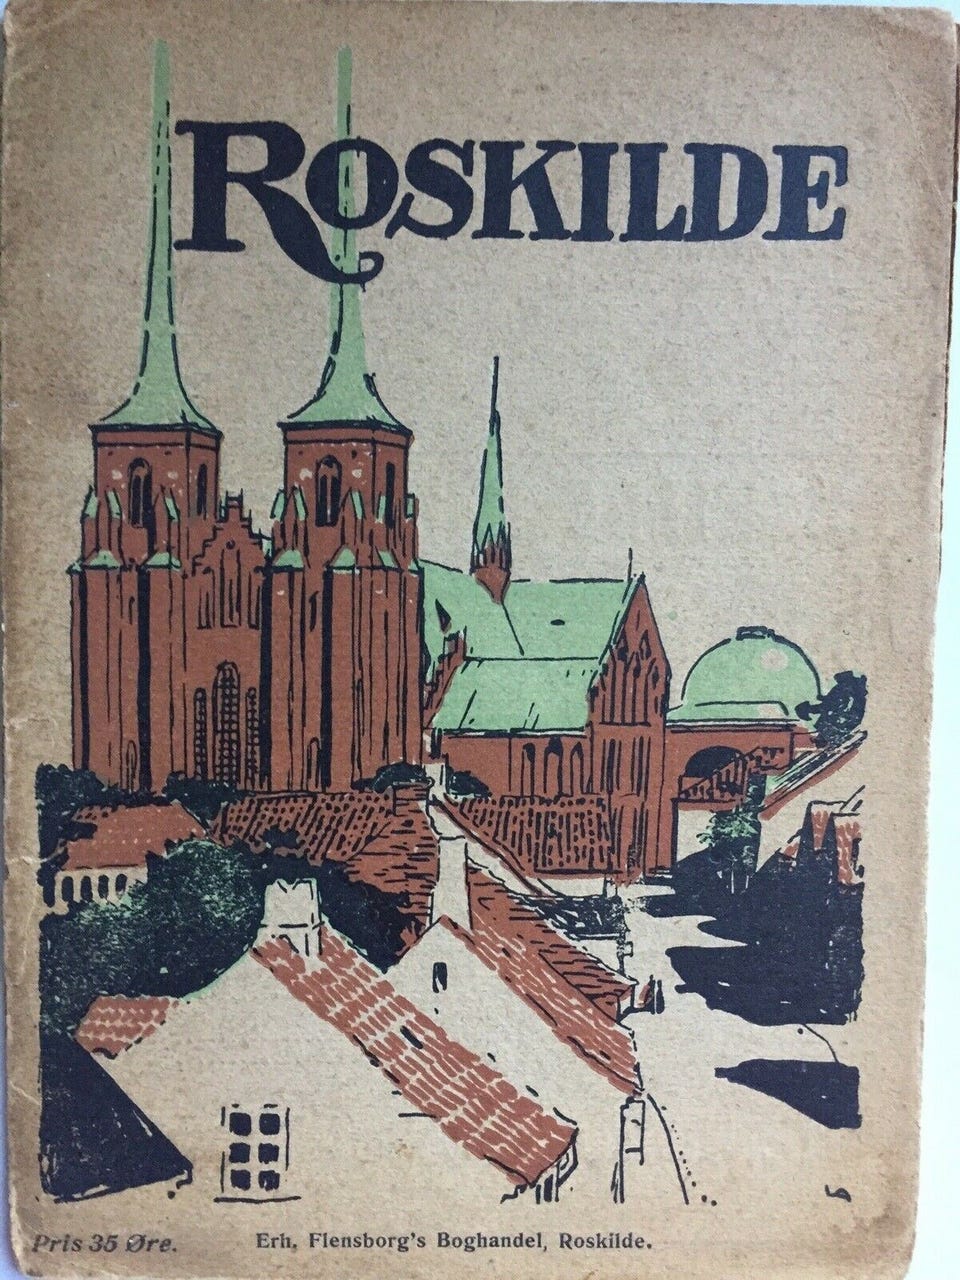 ROSKILDE
Pris 35 Øre.
Erh. Flensborg's Boghandel, Roskilde.